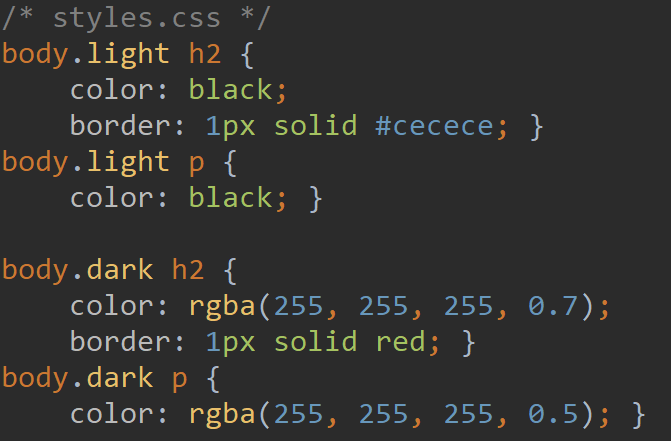 /* styles.css */
body.light h2 {
    color: black;
    border: 1px solid #cecece; }
body.light p {
    color: black; }

body.dark h2 {
    color: rgba(255, 255, 255, 0.7);
    border: 1px solid red; }
body.dark p {
    color: rgba(255, 255, 255, 0.5); }